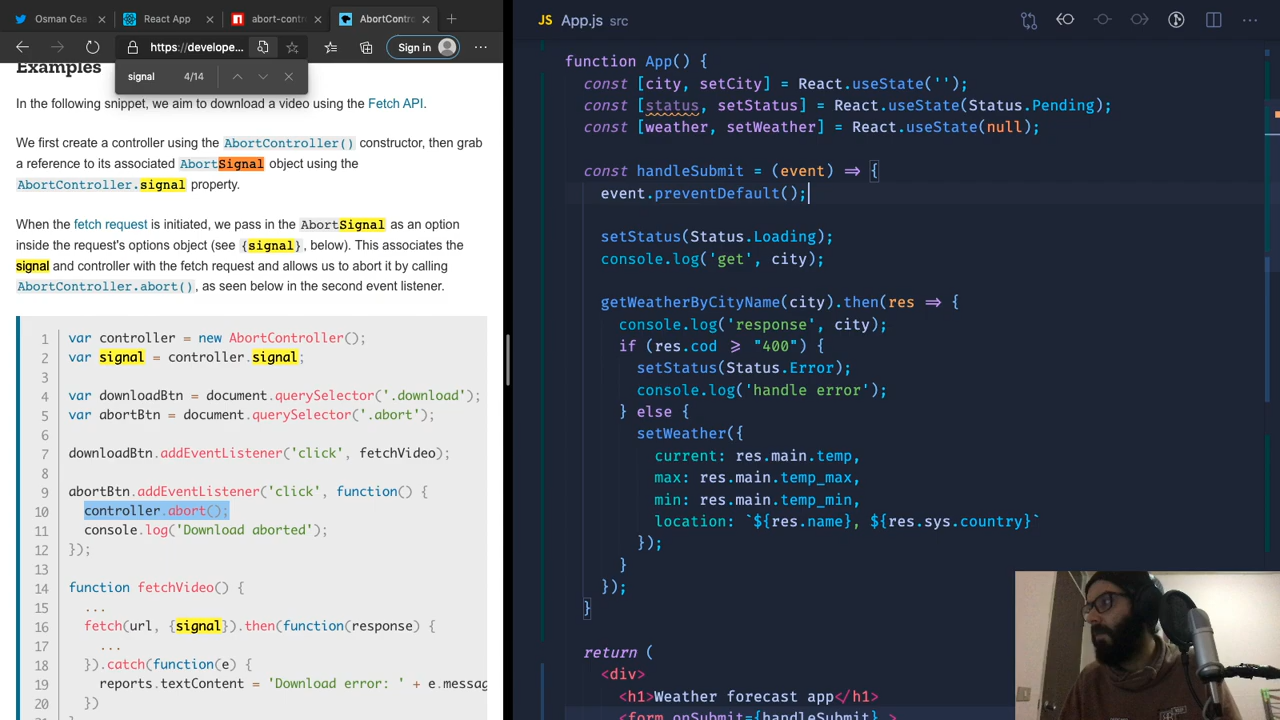 Osman Cea
React App
abort-contr
AbortContr
https://develope...
Sign in
Examples
signal 4/14
In the following snippet, we aim to download a video using the Fetch API.
We first create a controller using the AbortController() constructor, then grab
a reference to its associated AbortSignal object using the
AbortController.signal property.
When the fetch request is initiated, we pass in the AbortSignal as an option
inside the request's options object (see {signal}, below). This associates the
signal and controller with the fetch request and allows us to abort it by calling
AbortController.abort(), as seen below in the second event listener.
1 var controller = new AbortController();
2 var signal = controller.signal;
3
4 var downloadBtn = document.querySelector('.download');
5 var abortBtn = document.querySelector('.abort');
6
7 downloadBtn.addEventListener('click', fetchVideo);
8
9 abortBtn.addEventListener('click', function() {
10 controller.abort();
11 console.log('Download aborted');
12 });
13
14 function fetchVideo() {
15 ...
16 fetch(url, {signal}).then(function(response) {
17 ...
18 }).catch(function(e) {
19 reports.textContent = 'Download error: ' + e.messag
20 })
JS App.js src
function App() {
const [city, setCity] = React.useState('');
const [status, setStatus] = React.useState(Status.Pending);
const [weather, setWeather] = React.useState(null);
const handleSubmit = (event) => {
event.preventDefault();
setStatus(Status.Loading);
console.log('get', city);
getWeatherByCityName(city).then(res => {
console.log('response', city);
if (res.cod >= "400") {
setStatus(Status.Error);
console.log('handle error');
} else {
setWeather({
current: res.main.temp,
max: res.main.temp_max,
min: res.main.temp_min,
location: `${res.name}, ${res.sys.country}`
});
}
});
}
return (
<div>
<h1>Weather forecast app</h1>
<form onSubmit={handleSubmit} >